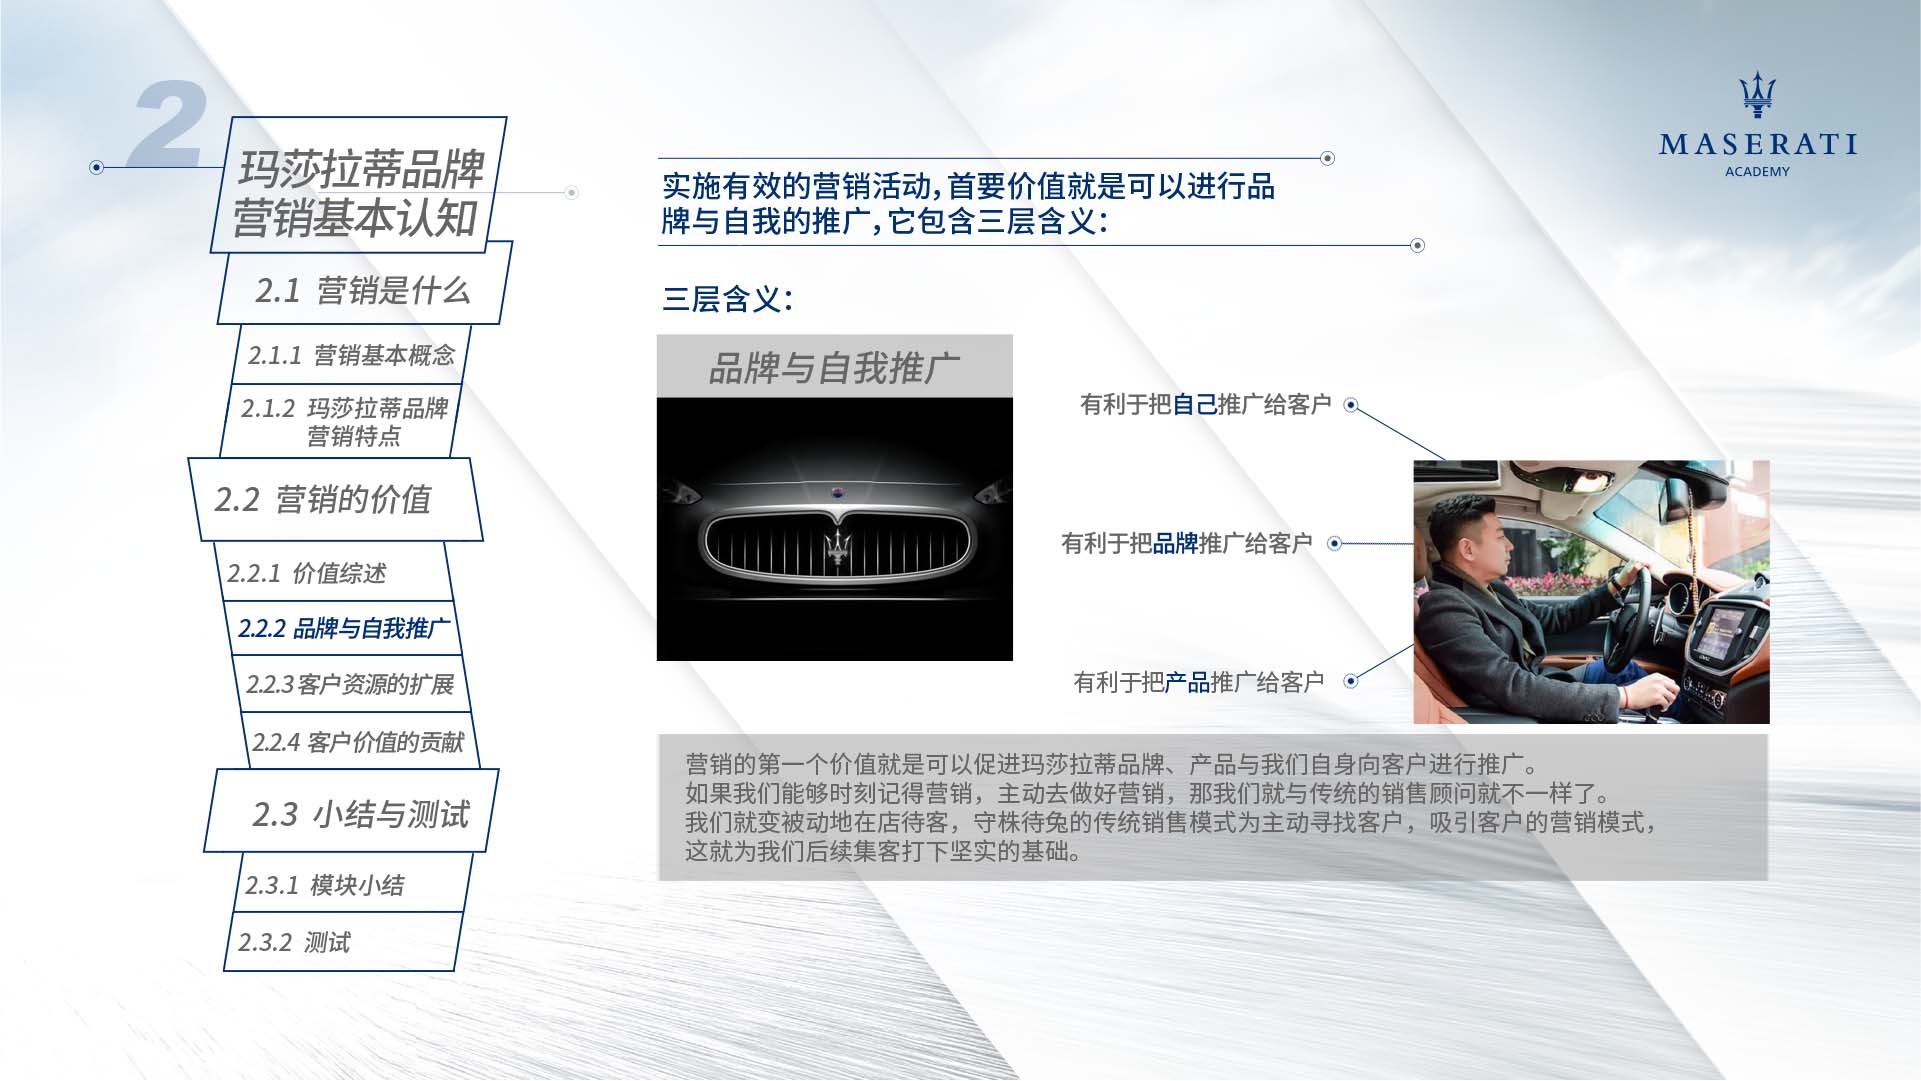 2
玛莎拉蒂品牌
营销基本认知
2.1 营销是什么
2.1.1 营销基本概念
2.1.2 玛莎拉蒂品牌
营销特点
2.2 营销的价值
2.2.1 价值综述
2.2.2 品牌与自我推广
2.2.3 客户资源的扩展
2.2.4 客户价值的贡献
2.3 小结与测试
2.3.1 模块小结
2.3.2 测试
MASERATI
ACADEMY
实施有效的营销活动，首要价值就是可以进行品
牌与自我的推广，它包含三层含义：
三层含义：
品牌与自我推广
有利于把自己推广给客户
有利于把品牌推广给客户
有利于把产品推广给客户
营销的第一个价值就是可以促进玛莎拉蒂品牌、产品与我们自身向客户进行推广。
如果我们能够时刻记得营销，主动去做好营销，那我们就与传统的销售顾问就不一样了。
我们就变被动地在店待客，守株待兔的传统销售模式为主动寻找客户，吸引客户的营销模式，
这就为我们后续集客打下坚实的基础。